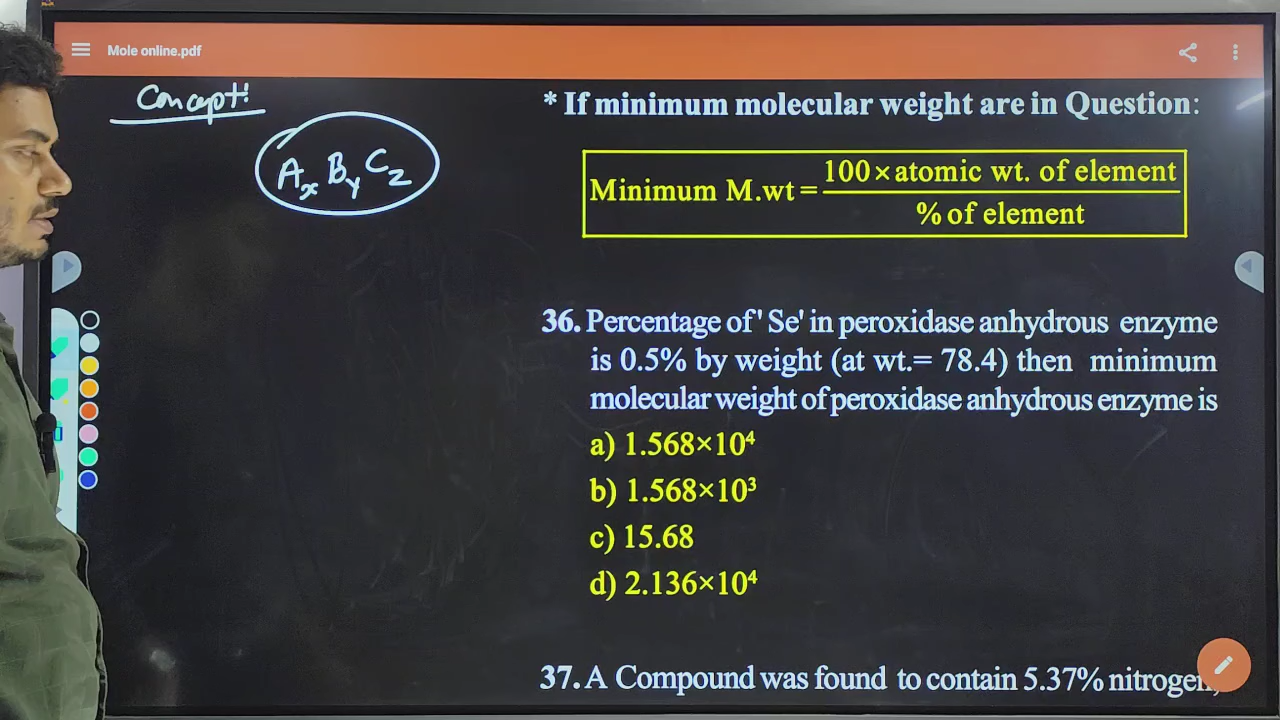 Mole online.pdf
Concept:
AxByCz
* If minimum molecular weight are in Question:
Minimum M.wt = 100 × atomic wt. of element / % of element
36. Percentage of ' Se' in peroxidase anhydrous enzyme
is 0.5% by weight (at wt.= 78.4) then minimum
molecular weight of peroxidase anhydrous enzyme is
a) 1.568×10⁴
b) 1.568×10³
c) 15.68
d) 2.136×10⁴
37. A Compound was found to contain 5.37% nitrogen,